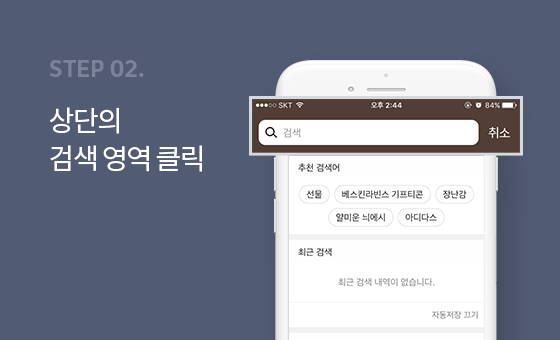 STEP 02.
상단의
검색 영역 클릭
SKT 오후 2:44 84%
검색 취소
추천 검색어
선물 베스킨라빈스 기프티콘 장난감
얄미운 늬에시 아디다스
최근 검색
최근 검색 내역이 없습니다.
자동저장 끄기